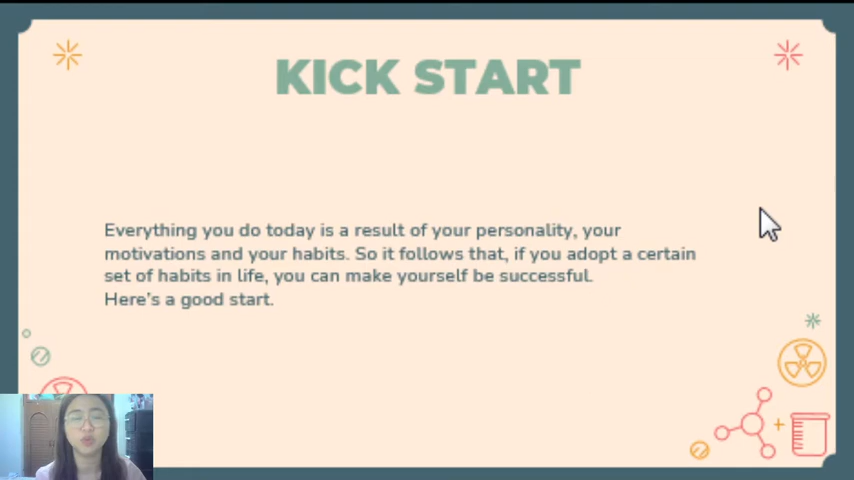 KICK START
Everything you do today is a result of your personality, your
motivations and your habits. So it follows that, if you adopt a certain
set of habits in life, you can make yourself be successful.
Here's a good start.